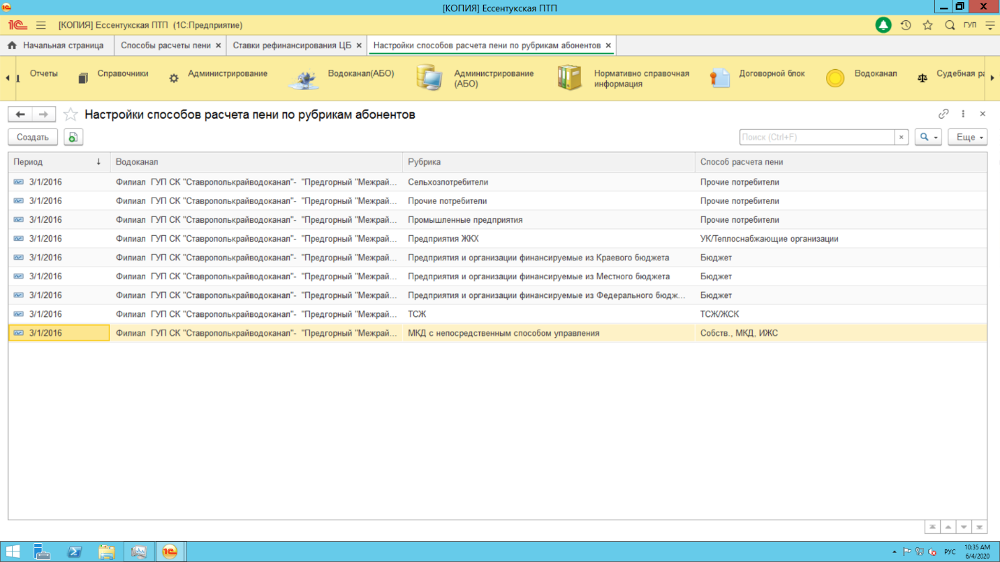 [КОПИЯ] Ессентукская ПТП
[КОПИЯ] Ессентукская ПТП (1С:Предприятие)
ГУП
Начальная страница
Способы расчеты пени
Ставки рефинансирования ЦБ
Настройки способов расчета пени по рубрикам абонентов
Отчеты
Справочники
Администрирование
Водоканал(АБО)
Администрирование
(АБО)
Нормативно справочная
информация
Договорной блок
Водоканал
Судебная ра
Настройки способов расчета пени по рубрикам абонентов
Создать
Поиск (Ctrl+F)
Еще
Период ↓ Водоканал Рубрика Способ расчета пени
3/1/2016 Филиал ГУП СК "Ставрополькрайводоканал"- "Предгорный "Межрай... Сельхозпотребители Прочие потребители
3/1/2016 Филиал ГУП СК "Ставрополькрайводоканал"- "Предгорный "Межрай... Прочие потребители Прочие потребители
3/1/2016 Филиал ГУП СК "Ставрополькрайводоканал"- "Предгорный "Межрай... Промышленные предприятия Прочие потребители
3/1/2016 Филиал ГУП СК "Ставрополькрайводоканал"- "Предгорный "Межрай... Предприятия ЖКХ УК/Теплоснабжающие организации
3/1/2016 Филиал ГУП СК "Ставрополькрайводоканал"- "Предгорный "Межрай... Предприятия и организации финансируемые из Краевого бюджета Бюджет
3/1/2016 Филиал ГУП СК "Ставрополькрайводоканал"- "Предгорный "Межрай... Предприятия и организации финансируемые из Местного бюджета Бюджет
3/1/2016 Филиал ГУП СК "Ставрополькрайводоканал"- "Предгорный "Межрай... Предприятия и организации финансируемые из Федерального бюдж... Бюджет
3/1/2016 Филиал ГУП СК "Ставрополькрайводоканал"- "Предгорный "Межрай... ТСЖ ТСЖ/ЖСК
3/1/2016 Филиал ГУП СК "Ставрополькрайводоканал"- "Предгорный "Межрай... МКД с непосредственным способом управления Собств., МКД, ИЖС
РУС
10:35 AM
6/4/2020